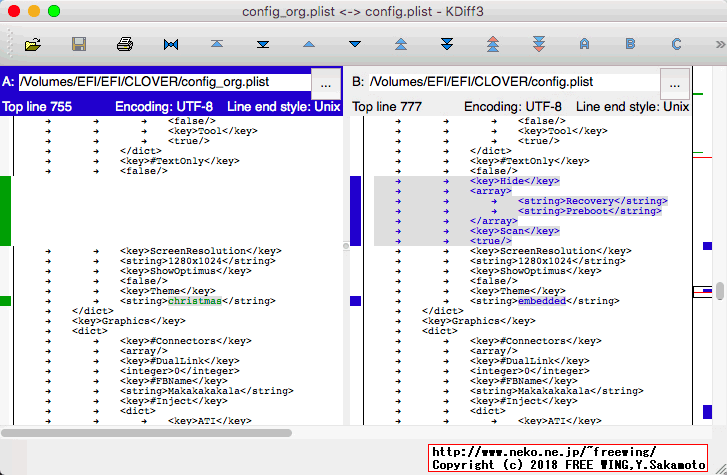 config_org.plist <-> config.plist - KDiff3
A B C »
A: /Volumes/EFI/EFI/CLOVER/config_org.plist ...
Top line 755 Encoding: UTF-8 Line end style: Unix
<false/>
<key>Tool</key>
<true/>
</dict>
<key>#TextOnly</key>
<false/>
<key>ScreenResolution</key>
<string>1280x1024</string>
<key>ShowOptimus</key>
<false/>
<key>Theme</key>
<string>christmas</string>
</dict>
<key>Graphics</key>
<dict>
<key>#Connectors</key>
<array/>
<key>#DualLink</key>
<integer>0</integer>
<key>#FBName</key>
<string>Makakakakala</string>
<key>#Inject</key>
<dict>
<key>ATI</key>
B: /Volumes/EFI/EFI/CLOVER/config.plist ...
Top line 777 Encoding: UTF-8 Line end style: Unix
<false/>
<key>Tool</key>
<true/>
</dict>
<key>#TextOnly</key>
<false/>
<key>Hide</key>
<array>
<string>Recovery</string>
<string>Preboot</string>
</array>
<key>Scan</key>
<true/>
<key>ScreenResolution</key>
<string>1280x1024</string>
<key>ShowOptimus</key>
<false/>
<key>Theme</key>
<string>embedded</string>
</dict>
<key>Graphics</key>
<dict>
<key>#Connectors</key>
<array/>
<key>#DualLink</key>
<integer>0</integer>
<key>#FBName</key>
<string>Makakakakala</string>
<key>#Inject</key>
<dict>
<key>ATI</key>
http://www.neko.ne.jp/~freewing/
Copyright (c) 2018 FREE WING,Y.Sakamoto